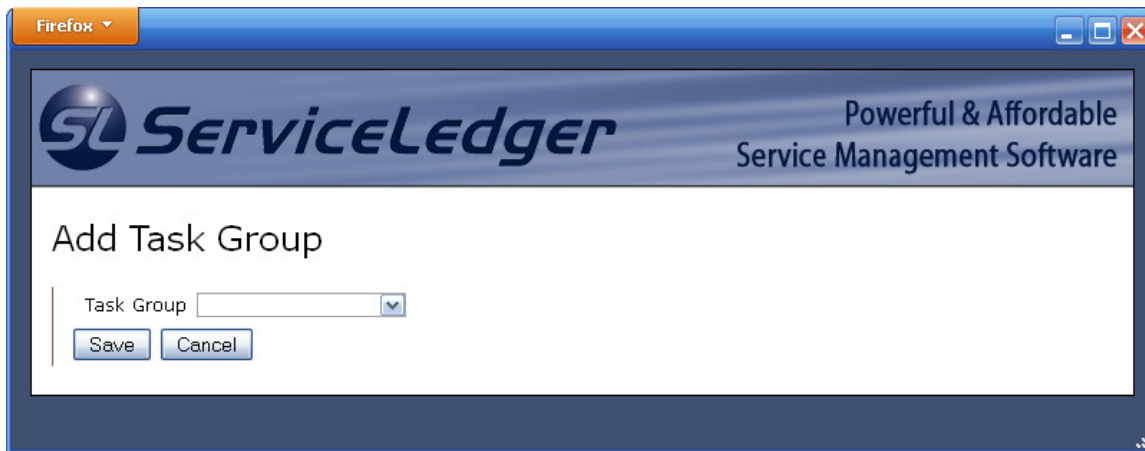 Firefox
SL ServiceLedger
Powerful & Affordable
Service Management Software
Add Task Group
Task Group
Save Cancel